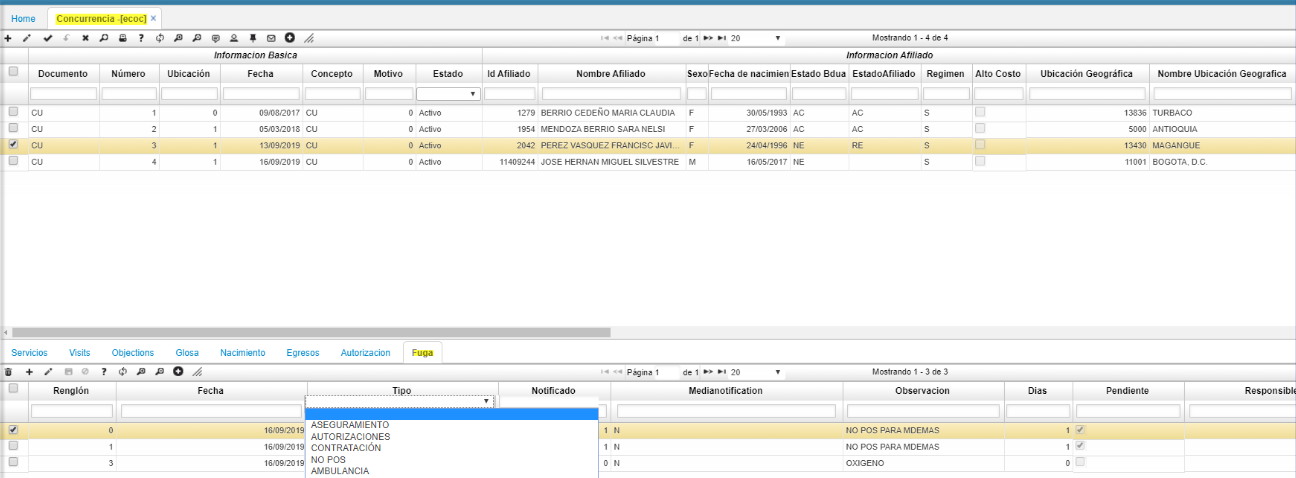 Home Concurrencia -[ecoc] ×
Página 1 de 1 20 Mostrando 1 - 4 de 4
Informacion Basica Informacion Afiliado
Documento Número Ubicación Fecha Concepto Motivo Estado Id Afiliado Nombre Afiliado Sexo Fecha de nacimien Estado Bdua EstadoAfiliado Regimen Alto Costo Ubicación Geográfica Nombre Ubicación Geografica
CU 1 0 09/08/2017 CU 0 Activo 1279 BERRIO CEDEÑO MARIA CLAUDIA F 30/05/1993 AC AC S 13836 TURBACO
CU 2 1 05/03/2018 CU 0 Activo 1954 MENDOZA BERRIO SARA NELSI F 27/03/2006 AC AC S 5000 ANTIOQUIA
CU 3 1 13/09/2019 CU 0 Activo 2042 PEREZ VASQUEZ FRANCISC JAVI... F 24/04/1996 NE RE S 13430 MAGANGUE
CU 4 1 16/09/2019 CU 0 Activo 11409244 JOSE HERNAN MIGUEL SILVESTRE M 16/05/2017 NE S 11001 BOGOTA, D.C.
Servicios Visits Objections Glosa Nacimiento Egresos Autorizacion Fuga
Página 1 de 1 20 Mostrando 1 - 3 de 3
Renglón Fecha Tipo Notificado Medianotification Observacion Dias Pendiente Responsible
0 16/09/2019 1 N NO POS PARA MDEMAS 1
1 16/09/2019 1 N NO POS PARA MDEMAS 1
3 16/09/2019 0 N OXIGENO 0
ASEGURAMIENTO
AUTORIZACIONES
CONTRATACIÓN
NO POS
AMBULANCIA